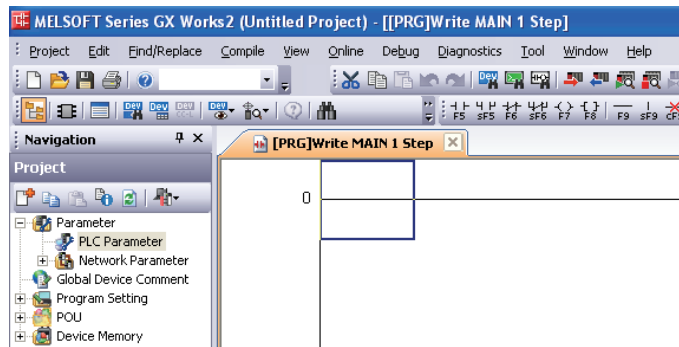 MELSOFT Series GX Works2 (Untitled Project) - [[PRG]Write MAIN 1 Step]
Project Edit Find/Replace Compile View Online Debug Diagnostics Tool Window Help
F5 sF5 F6 sF6 F7 F8 F9 sF9
Navigation
[PRG]Write MAIN 1 Step
Project
0
Parameter
PLC Parameter
Network Parameter
Global Device Comment
Program Setting
POU
Device Memory